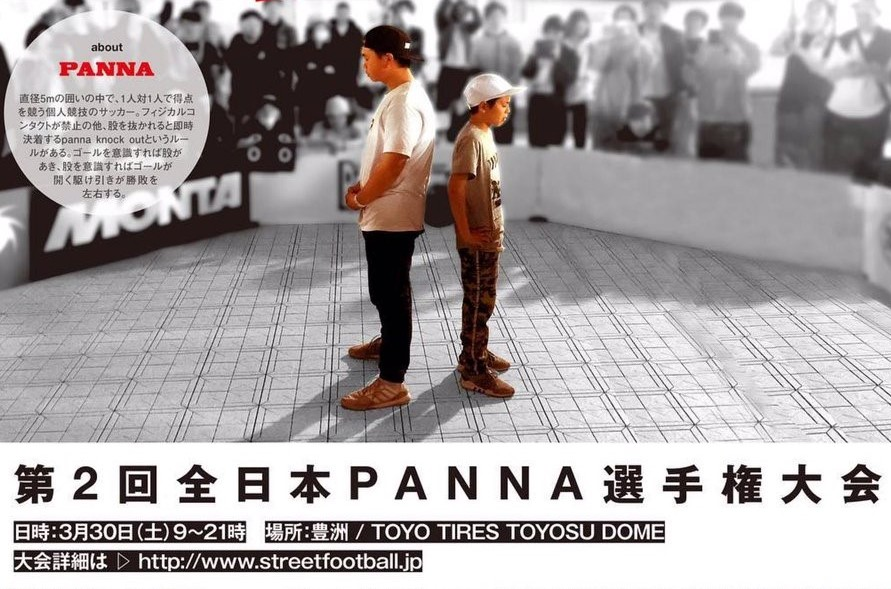 about
PANNA
直径5mの囲いの中で、1人対1人で得点
を競う個人競技のサッカー。フィジカルコ
ンタクトが禁止の他、股を抜かれると即時
決着するpanna knock outというルー
ルがある。ゴールを意識すれば股が
あき、股を意識すればゴールが
開く駆け引きが勝敗を
左右する。
MONTA
第2回全日本PANNA選手権大会
日時:3月30日(土)9〜21時 場所:豊洲 / TOYO TIRES TOYOSU DOME
大会詳細は ▷ http://www.streetfootball.jp